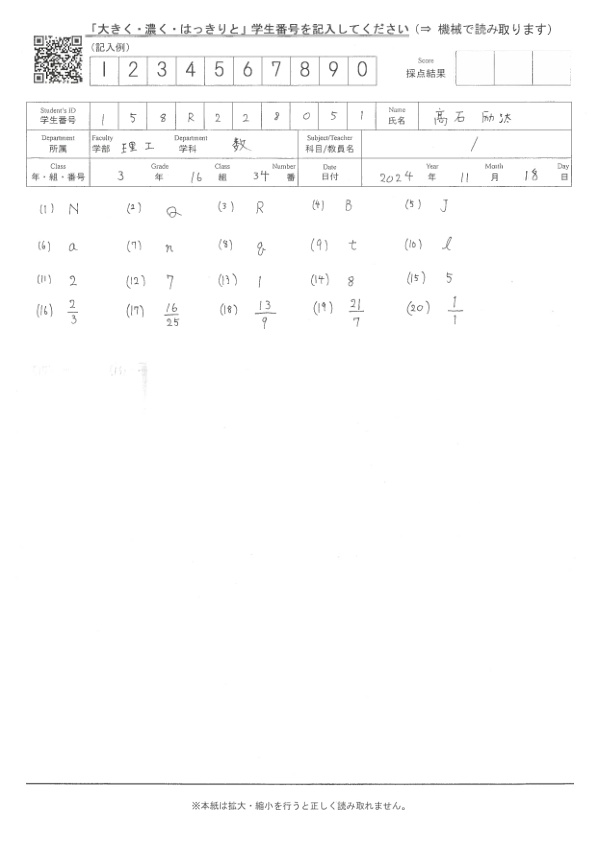 「大きく・濃く・はっきりと」学生番号を記入してください（⇒ 機械で読み取ります）
（記入例）
1 2 3 4 5 6 7 8 9 0
Score
採点結果
Student's ID
学生番号 1 5 8 R 2 2 8 0 5 1
Name
氏名 髙石 励汰
Department
所属
Faculty
学部 理工
Department
学科 数
Subject/Teacher
科目/教員名 /
Class
年・組・番号
Grade
3 年
Class
16 組
Number
34 番
Date
日付
Year
2024 年
Month
11 月
Day
18 日
(1) N (2) Q (3) R (4) B (5) J
(6) a (7) n (8) q (9) t (10) l
(11) 2 (12) 7 (13) 1 (14) 8 (15) 5
(16) 2/3 (17) 16/25 (18) 13/9 (19) 21/7 (20) 1/1
※本紙は拡大・縮小を行うと正しく読み取れません。